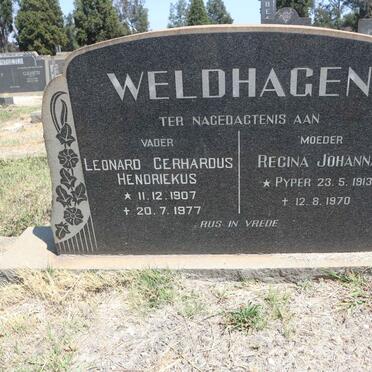 WELDHAGEN
TER NAGEDACTENIS AAN
VADER
LEONARD GERHARDUS
HENDRIEKUS
* 11.12.1907
+ 20.7.1977
MOEDER
REGINA JOHANNA
* PYPER 23.5.1913
+ 12.8.1970
RUS IN VREDE